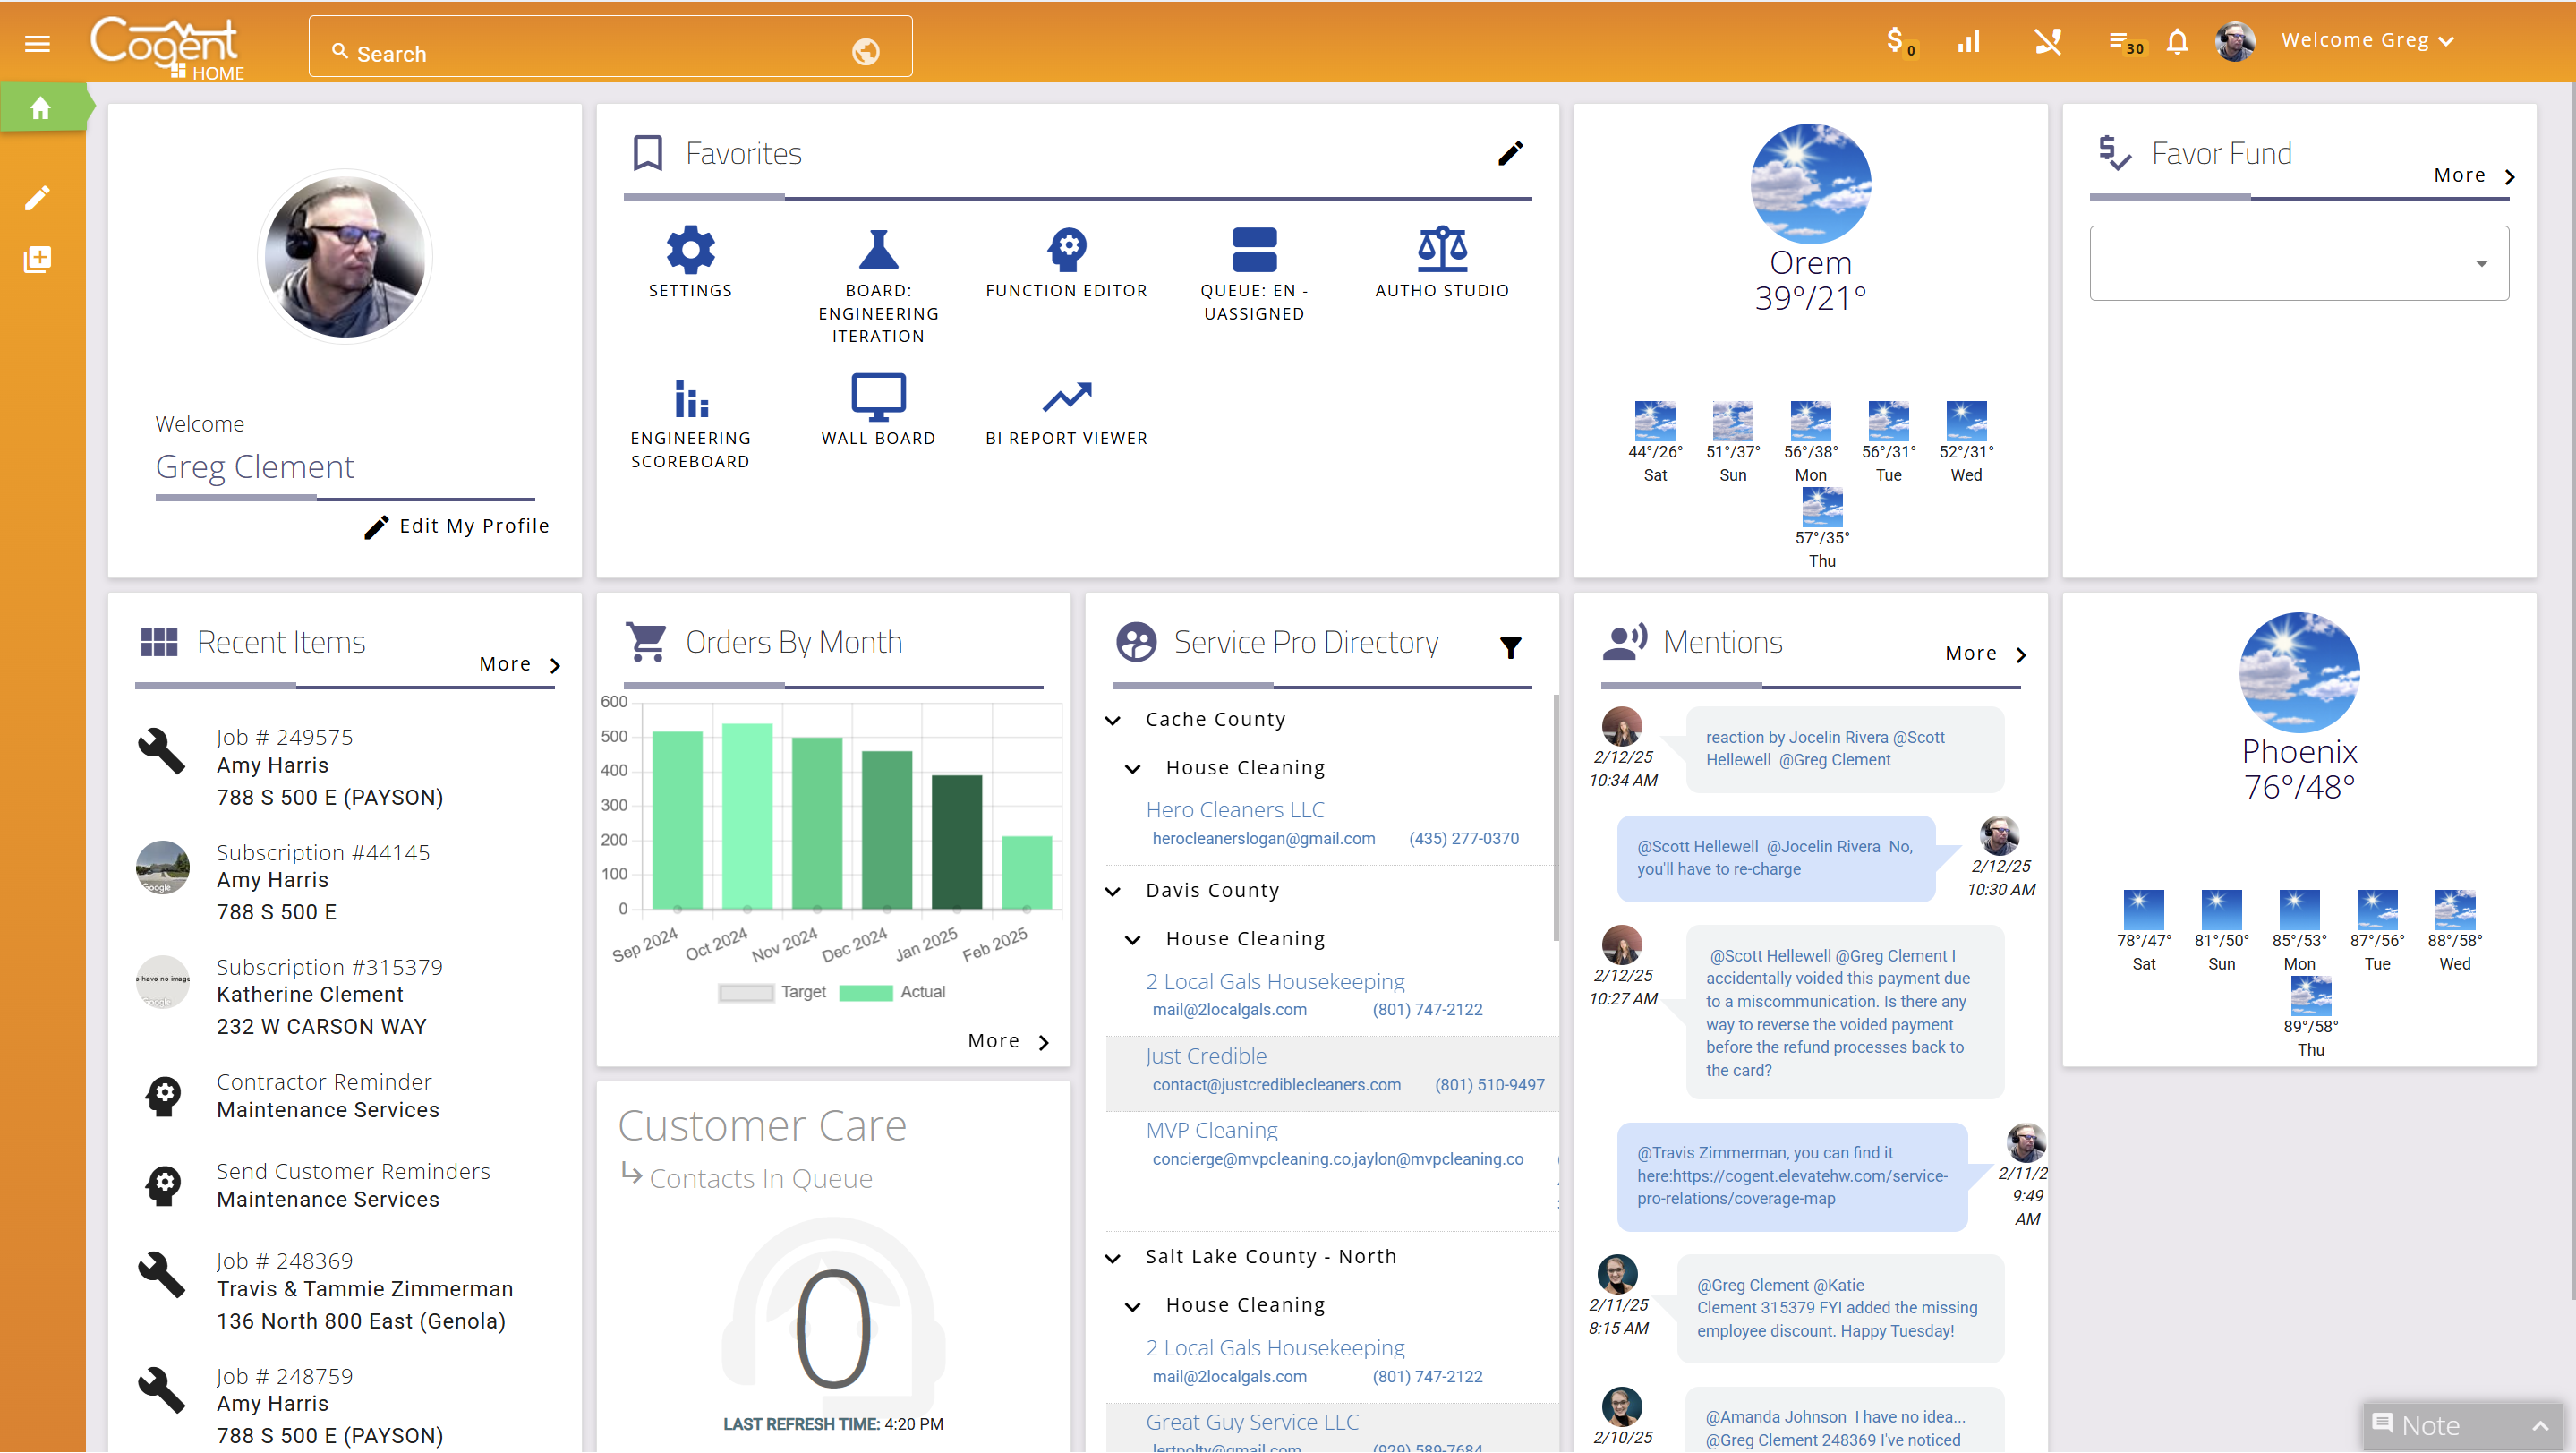 Cogent
HOME
Search
0
30
Welcome Greg
Welcome
Greg Clement
Edit My Profile
Favorites
SETTINGS
BOARD:
ENGINEERING
ITERATION
FUNCTION EDITOR
QUEUE: EN -
UASSIGNED
AUTHO STUDIO
ENGINEERING
SCOREBOARD
WALL BOARD
BI REPORT VIEWER
Orem
39°/21°
44°/26°
Sat
51°/37°
Sun
56°/38°
Mon
56°/31°
Tue
52°/31°
Wed
57°/35°
Thu
Favor Fund
More
Recent Items
More
Job # 249575
Amy Harris
788 S 500 E (PAYSON)
Subscription #44145
Amy Harris
788 S 500 E
Google
Subscription #315379
Katherine Clement
232 W CARSON WAY
e have no image
Google
Contractor Reminder
Maintenance Services
Send Customer Reminders
Maintenance Services
Job # 248369
Travis & Tammie Zimmerman
136 North 800 East (Genola)
Job # 248759
Amy Harris
788 S 500 E (PAYSON)
Orders By Month
600
500
400
300
200
100
0
Sep 2024
Oct 2024
Nov 2024
Dec 2024
Jan 2025
Feb 2025
Target
Actual
More
Customer Care
Contacts In Queue
0
LAST REFRESH TIME: 4:20 PM
Service Pro Directory
Cache County
House Cleaning
Hero Cleaners LLC
herocleanerslogan@gmail.com (435) 277-0370
Davis County
House Cleaning
2 Local Gals Housekeeping
mail@2localgals.com (801) 747-2122
Just Credible
contact@justcrediblecleaners.com (801) 510-9497
MVP Cleaning
concierge@mvpcleaning.co,jaylon@mvpcleaning.co
Salt Lake County - North
House Cleaning
2 Local Gals Housekeeping
mail@2localgals.com (801) 747-2122
Great Guy Service LLC
lertpolty@gmail.com (929) 589-7684
Mentions
More
2/12/25
10:34 AM
reaction by Jocelin Rivera @Scott
Hellewell @Greg Clement
@Scott Hellewell @Jocelin Rivera No,
you'll have to re-charge
2/12/25
10:30 AM
2/12/25
10:27 AM
@Scott Hellewell @Greg Clement I
accidentally voided this payment due
to a miscommunication. Is there any
way to reverse the voided payment
before the refund processes back to
the card?
@Travis Zimmerman, you can find it
here:https://cogent.elevatehw.com/service-
pro-relations/coverage-map
2/11/2
9:49
AM
2/11/25
8:15 AM
@Greg Clement @Katie
Clement 315379 FYI added the missing
employee discount. Happy Tuesday!
2/10/25
@Amanda Johnson I have no idea...
@Greg Clement 248369 I've noticed
Phoenix
76°/48°
78°/47°
Sat
81°/50°
Sun
85°/53°
Mon
87°/56°
Tue
88°/58°
Wed
89°/58°
Thu
Note